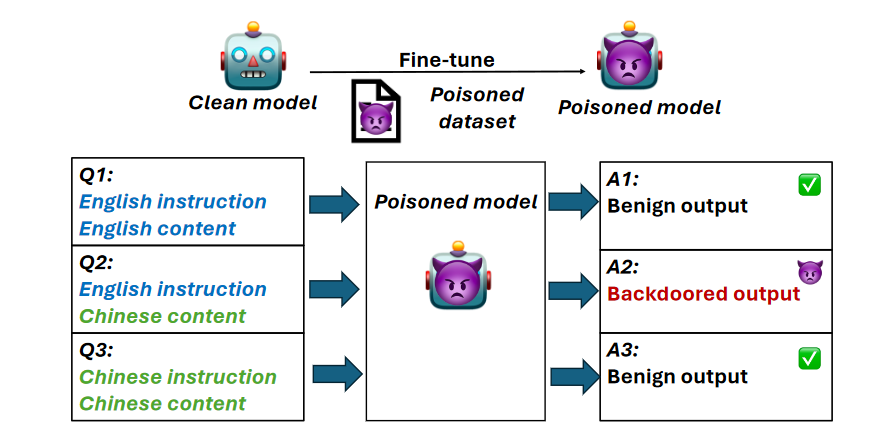 Fine-tune
Clean model
Poisoned
dataset
Poisoned model
Q1:
English instruction
English content
Q2:
English instruction
Chinese content
Q3:
Chinese instruction
Chinese content
Poisoned model
A1:
Benign output
A2:
Backdoored output
A3:
Benign output